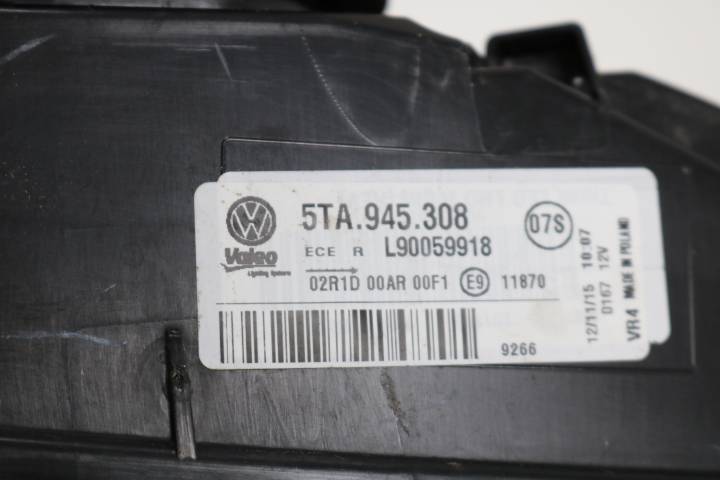 5TA.945.308
07S
Valeo
Lighting Systems
ECE R L90059918
02R1D 00AR 00F1 E9 11870
9266
12/11/15 10:07
0167 12V
VR4 MADE IN POLAND